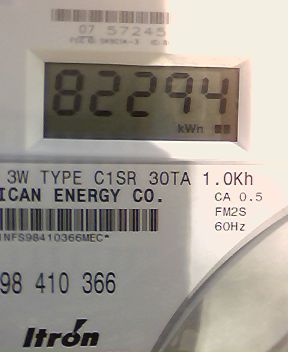 07 57245
82294
kWh
3W TYPE C1SR 30TA 1.0Kh
ICAN ENERGY CO.
CA 0.5
FM2S
60Hz
NFS98410366MEC*
98 410 366
Itron